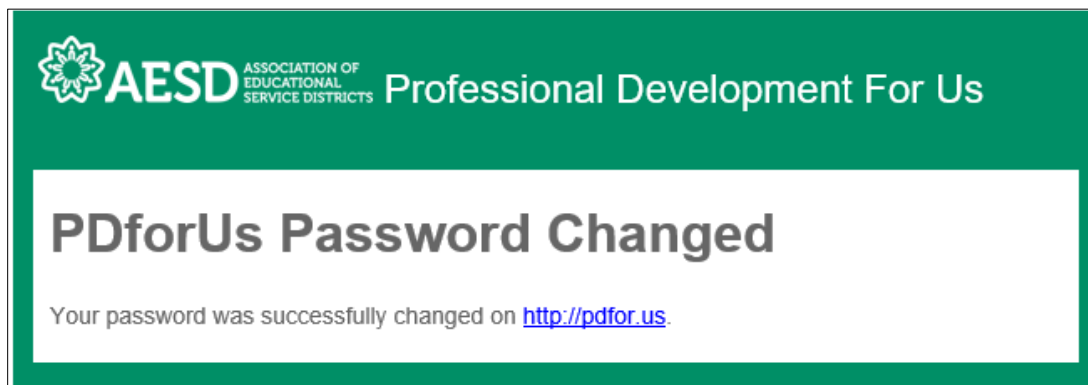 AESD ASSOCIATION OF EDUCATIONAL SERVICE DISTRICTS Professional Development For Us
PDforUs Password Changed
Your password was successfully changed on http://pdfor.us.